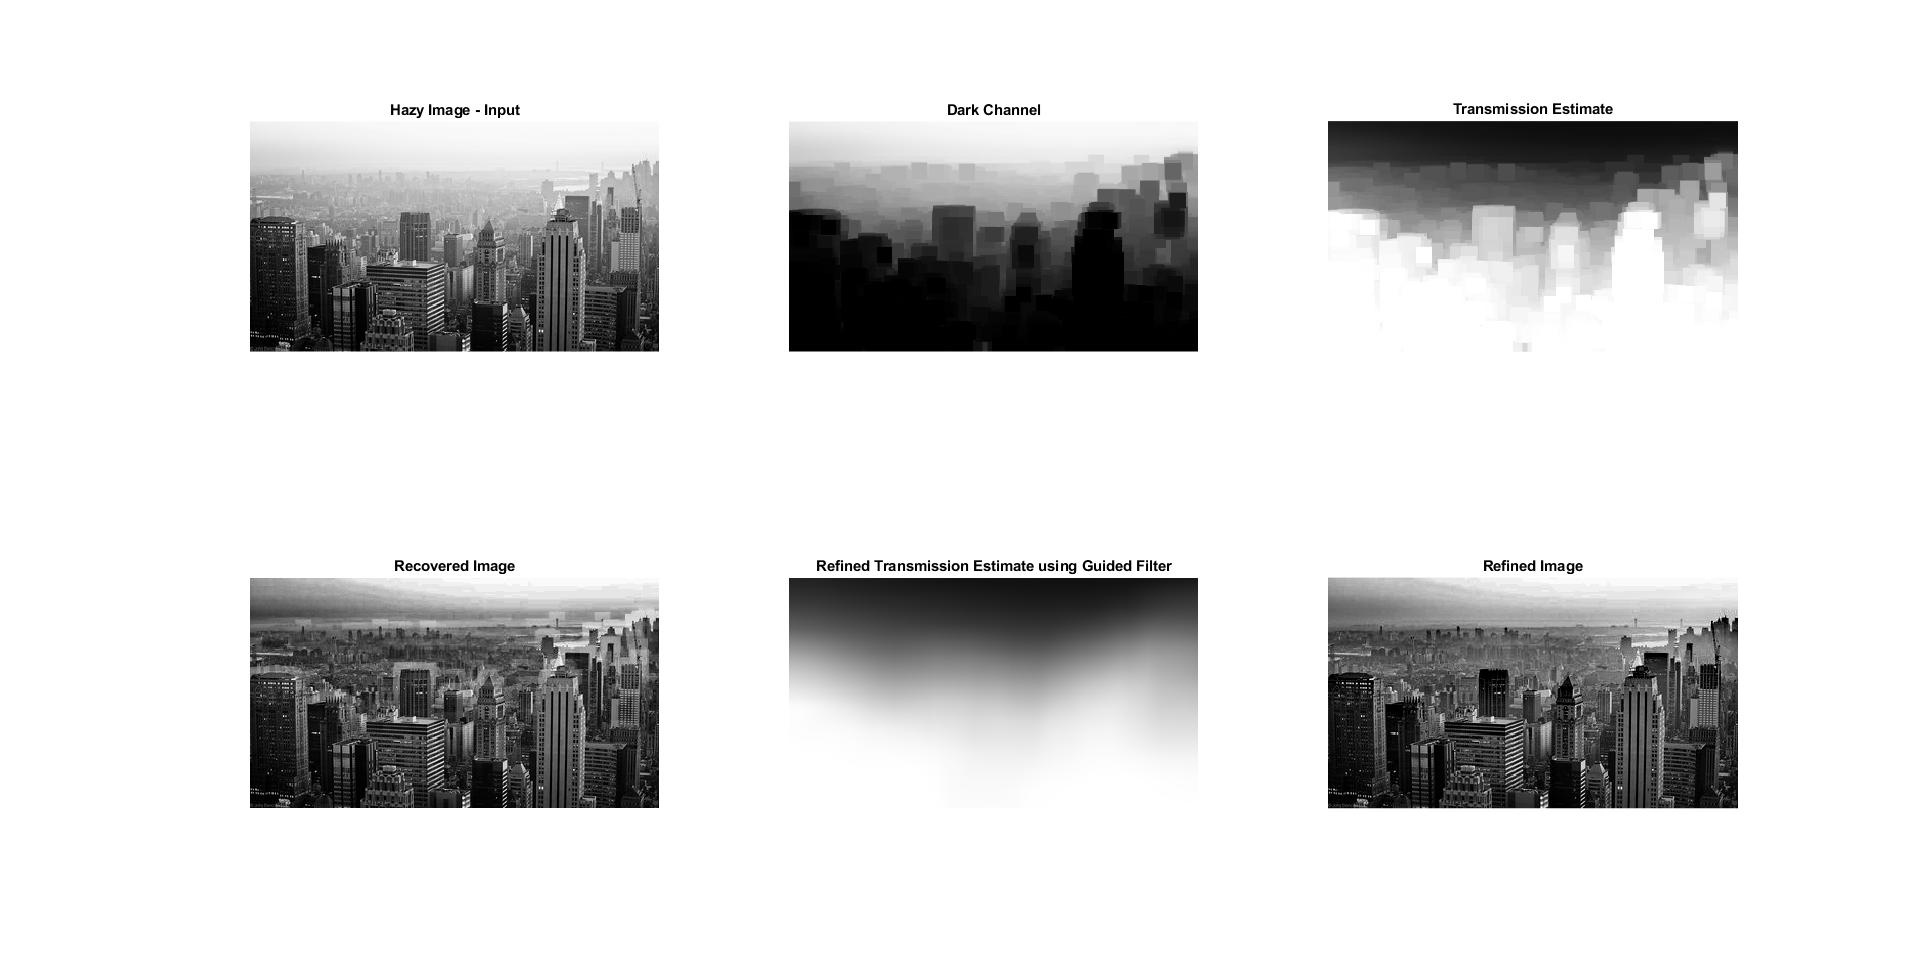 Hazy Image - Input
Dark Channel
Transmission Estimate
Recovered Image
Refined Transmission Estimate using Guided Filter
Refined Image